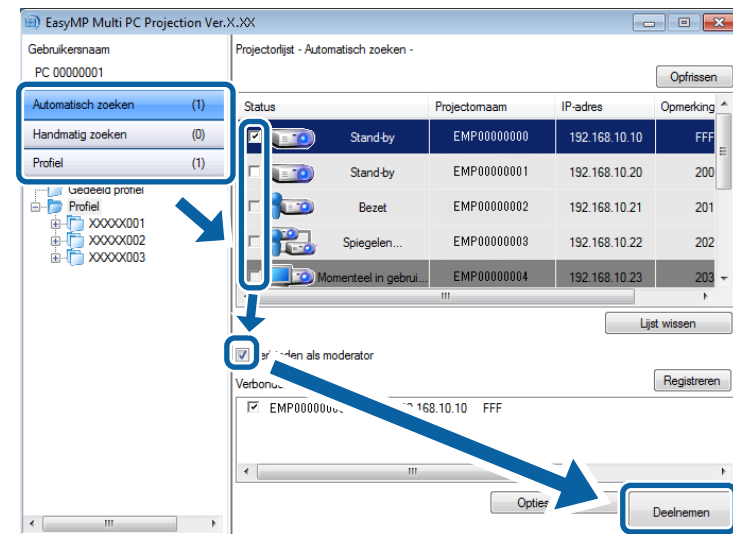 EasyMP Multi PC Projection Ver.X.XX
Gebruikersnaam
PC 00000001
Automatisch zoeken (1)
Handmatig zoeken (0)
Profiel (1)
Gedeeld profiel
Profiel
XXXXX001
XXXXX002
XXXXX003
Projectorlijst - Automatisch zoeken -
Opfrissen
Status Projectornaam IP-adres Opmerking
Stand-by EMP00000000 192.168.10.10 FFF
Stand-by EMP00000001 192.168.10.20 200
Bezet EMP00000002 192.168.10.21 201
Spiegelen... EMP00000003 192.168.10.22 202
Momenteel in gebrui... EMP00000004 192.168.10.23 203
Lijst wissen
als moderator
Registreren
168.10.10 FFF
Deelnemen